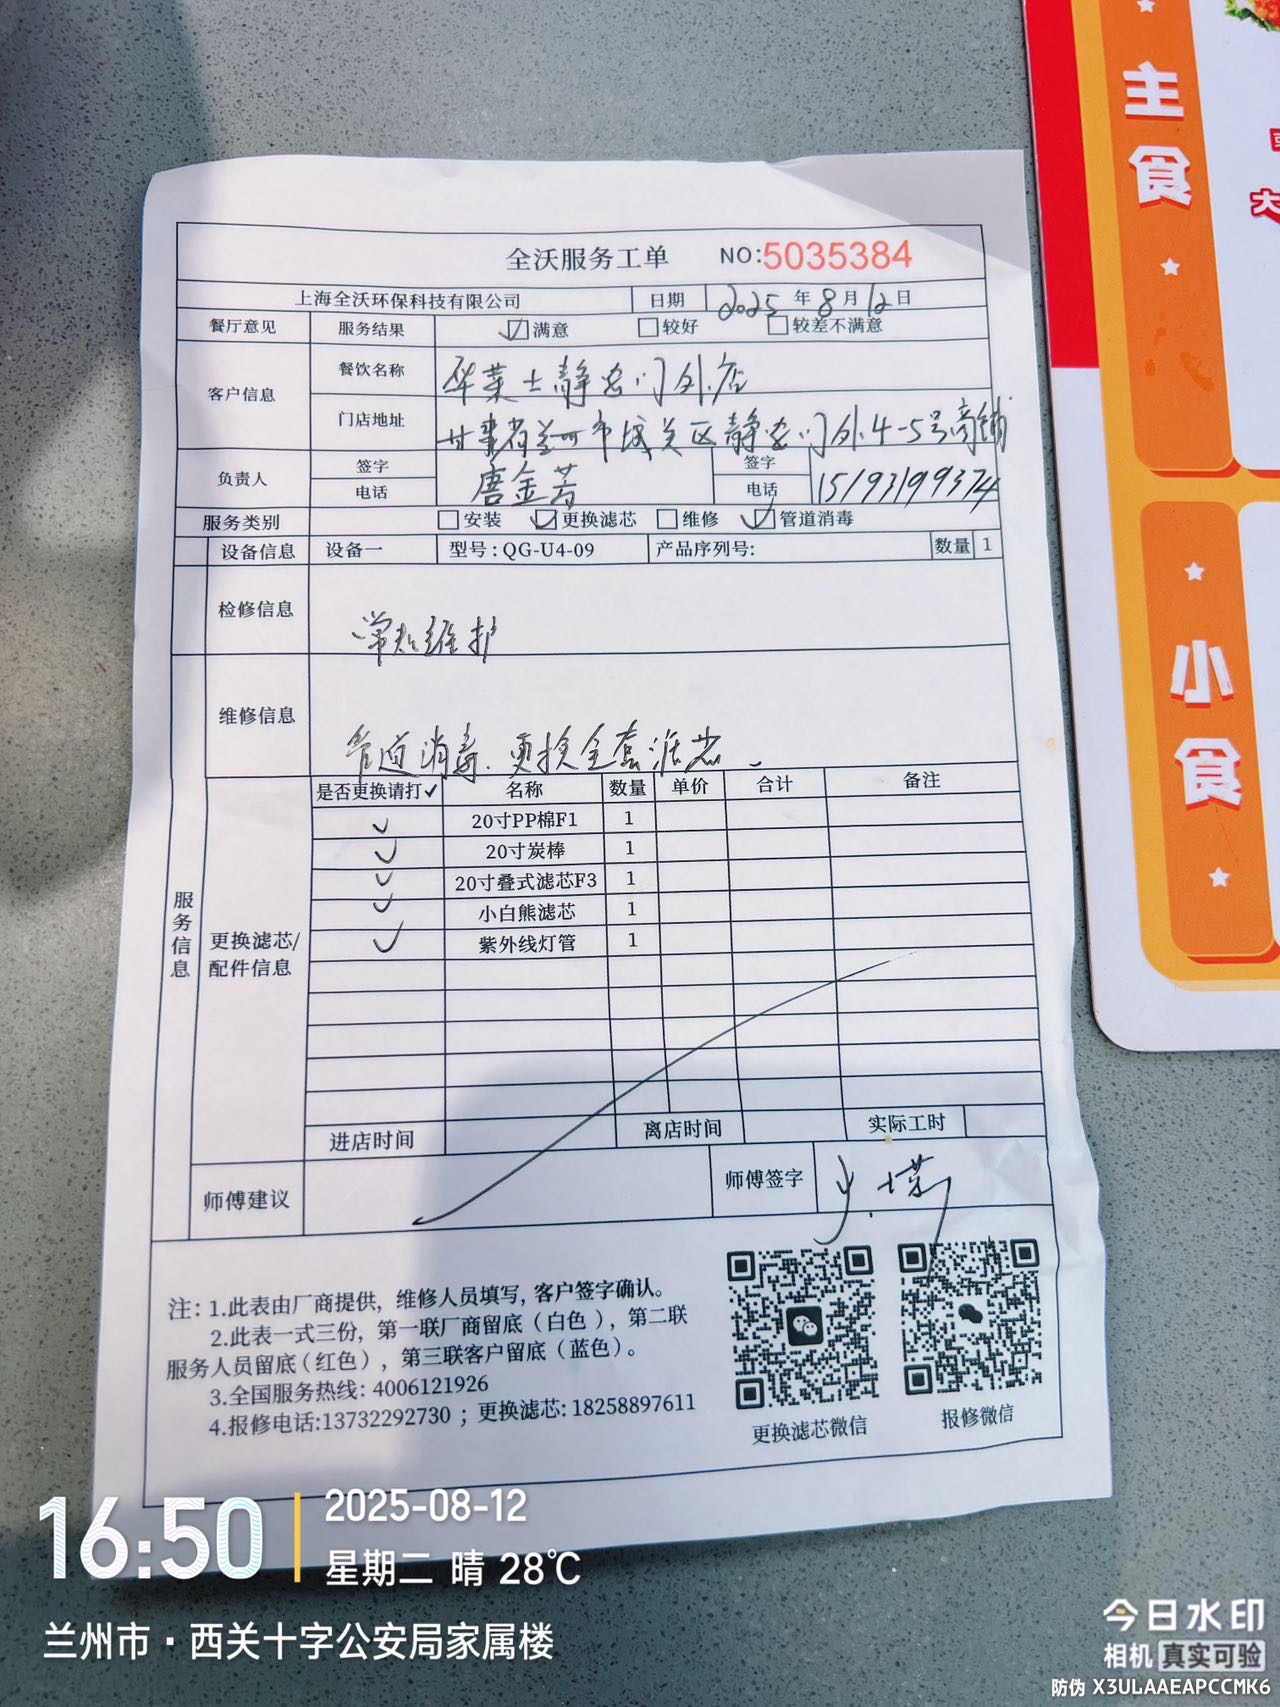 主食
大
小食
全沃服务工单 NO:5035384
上海全沃环保科技有限公司 日期 2025年8月12日
餐厅意见 服务结果 满意 较好 较差不满意
客户信息 餐饮名称 华莱士静安门外店
门店地址 甘肃省兰州市城关区静安门外4-5号商铺
负责人 签字 唐金芳 签字
电话 电话 15193199374
服务类别 安装 更换滤芯 维修 管道消毒
设备信息 设备一 型号:QG-U4-09 产品序列号: 数量 1
检修信息 常规维护
维修信息 管道消毒.更换全套滤芯.
服务信息
更换滤芯/配件信息
是否更换请打✓ 名称 数量 单价 合计 备注
✓ 20寸PP棉F1 1
✓ 20寸炭棒 1
✓ 20寸叠式滤芯F3 1
✓ 小白熊滤芯 1
✓ 紫外线灯管 1
进店时间 离店时间 实际工时
师傅建议 师傅签字
注: 1.此表由厂商提供, 维修人员填写, 客户签字确认。
2.此表一式三份, 第一联厂商留底(白色), 第二联
服务人员留底(红色), 第三联客户留底(蓝色)。
3.全国服务热线: 4006121926
4.报修电话:13732292730 ; 更换滤芯: 18258897611
更换滤芯微信 报修微信
16:50 2025-08-12
星期二 晴 28℃
兰州市·西关十字公安局家属楼
今日水印
相机 真实可验
防伪 X3ULAAEAPCCMK6